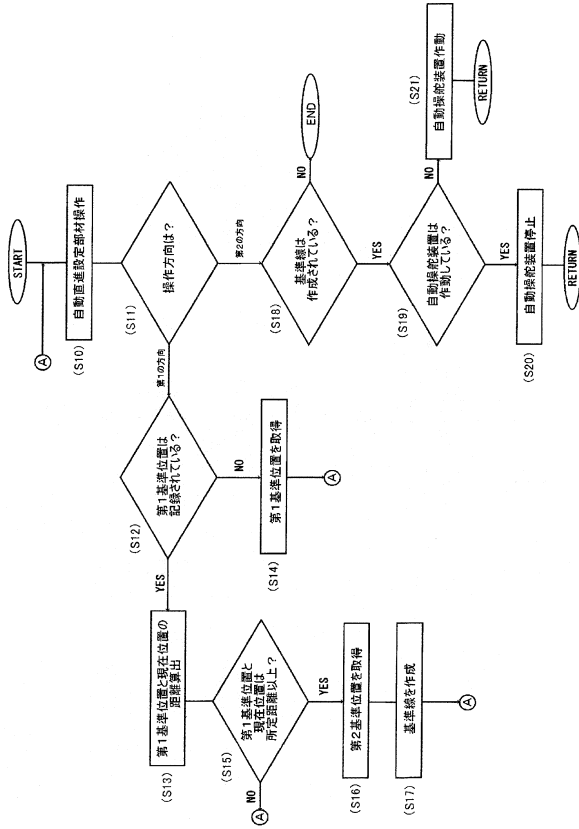 START
A
自動直進設定部材操作
(S10)
操作方向は?
(S11)
第1の方向
第2の方向
第1基準位置は
記録されている?
(S12)
YES
NO
第1基準位置と現在位置の
距離算出
(S13)
第1基準位置を取得
(S14)
A
第1基準位置と
現在位置は
所定距離以上?
(S15)
NO
A
YES
第2基準位置を取得
(S16)
基準線を作成
(S17)
A
基準線は
作成されている?
(S18)
NO
END
YES
自動操舵装置は
作動している?
(S19)
NO
YES
自動操舵装置停止
(S20)
RETURN
自動操舵装置作動
(S21)
RETURN